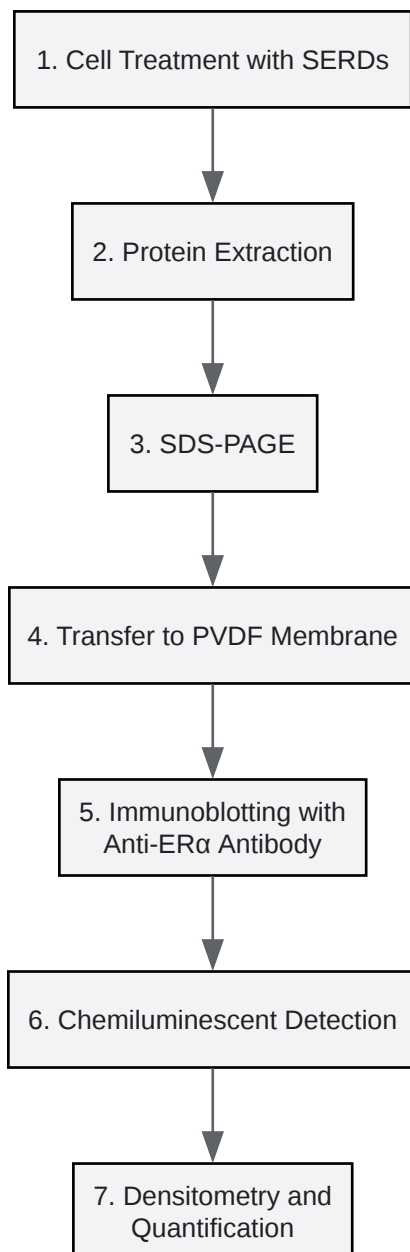 1. Cell Treatment with SERDs
2. Protein Extraction
3. SDS-PAGE
4. Transfer to PVDF Membrane
5. Immunoblotting with
Anti-ERα Antibody
6. Chemiluminescent Detection
7. Densitometry and
Quantification